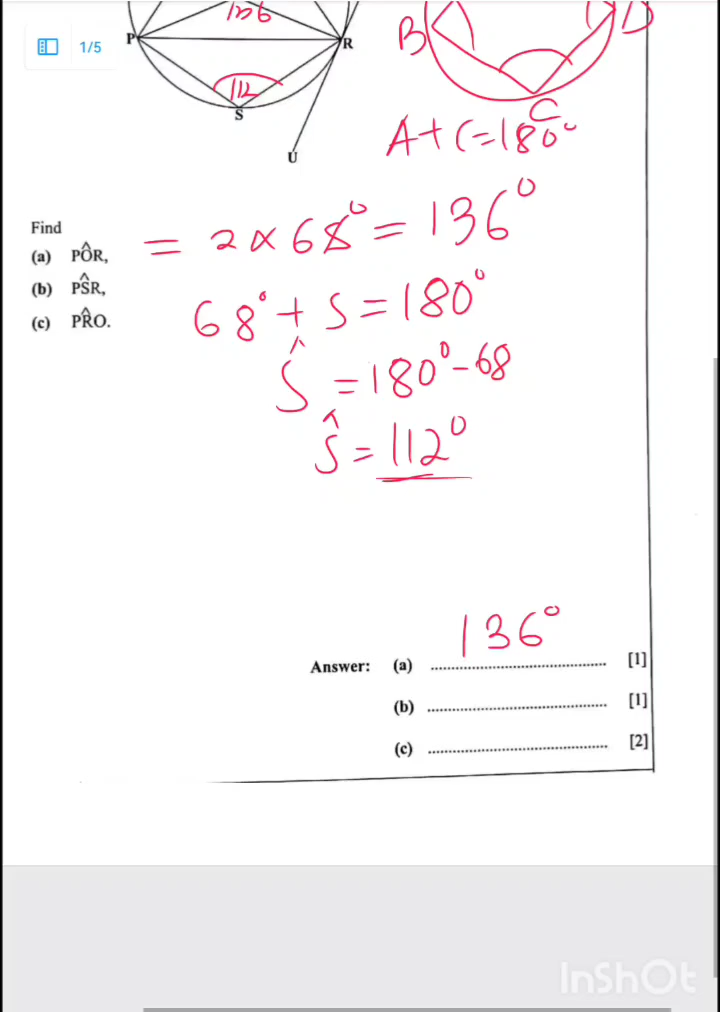 136
P
R
1/5
B
D
112
S
C
A+C=180°
U
= 2 × 68° = 136°
Find
(a) PÔR,
(b) PŜR,
(c) PR̂O.
68° + S = 180°
Ŝ = 180° - 68
Ŝ = 112°
136°
Answer: (a) ........................................ [1]
(b) ........................................ [1]
(c) ........................................ [2]
InShOt